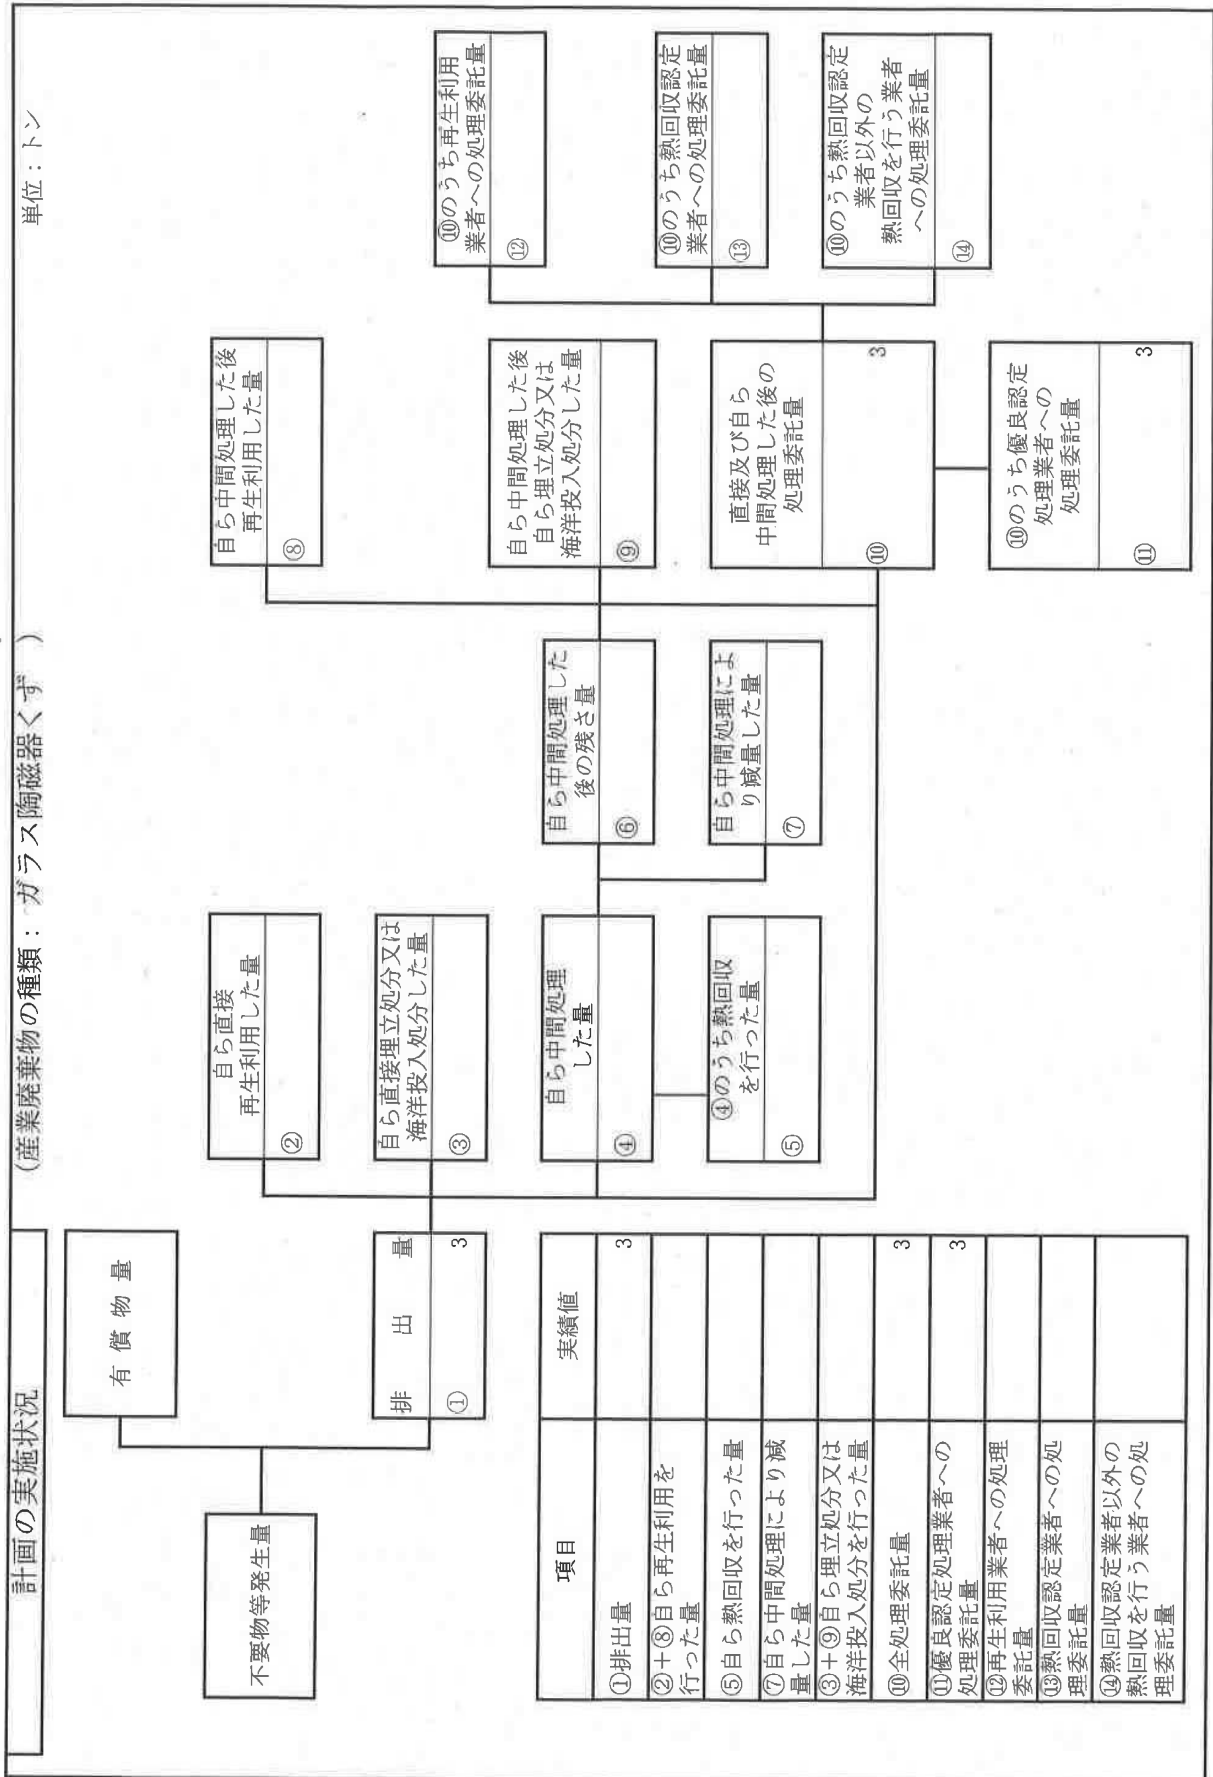 計画の実施状況
(産業廃棄物の種類：ガラス陶磁器くず　)
単位：トン
有償物量
不要物等発生量
排出量
① 3
自ら直接
再生利用した量
②
自ら直接埋立処分又は
海洋投入処分した量
③
自ら中間処理
した量
④
④のうち熱回収
を行った量
⑤
自ら中間処理した
後の残さ量
⑥
自ら中間処理によ
り減量した量
⑦
自ら中間処理した後
再生利用した量
⑧
自ら中間処理した後
自ら埋立処分又は
海洋投入処分した量
⑨
直接及び自ら
中間処理した後の
処理委託量
⑩ 3
⑩のうち優良認定
処理業者への
処理委託量
⑪ 3
⑩のうち再生利用
業者への処理委託量
⑫
⑩のうち熱回収認定
業者への処理委託量
⑬
⑩のうち熱回収認定
業者以外の
熱回収を行う業者
への処理委託量
⑭
項目 実績値
①排出量 3
②＋⑧自ら再生利用を
行った量
⑤自ら熱回収を行った量
⑦自ら中間処理により減
量した量
③＋⑨自ら埋立処分又は
海洋投入処分を行った量
⑩全処理委託量 3
⑪優良認定処理業者への
処理委託量 3
⑫再生利用業者への処理
委託量
⑬熱回収認定業者への処
理委託量
⑭熱回収認定業者以外の
熱回収を行う業者への処
理委託量